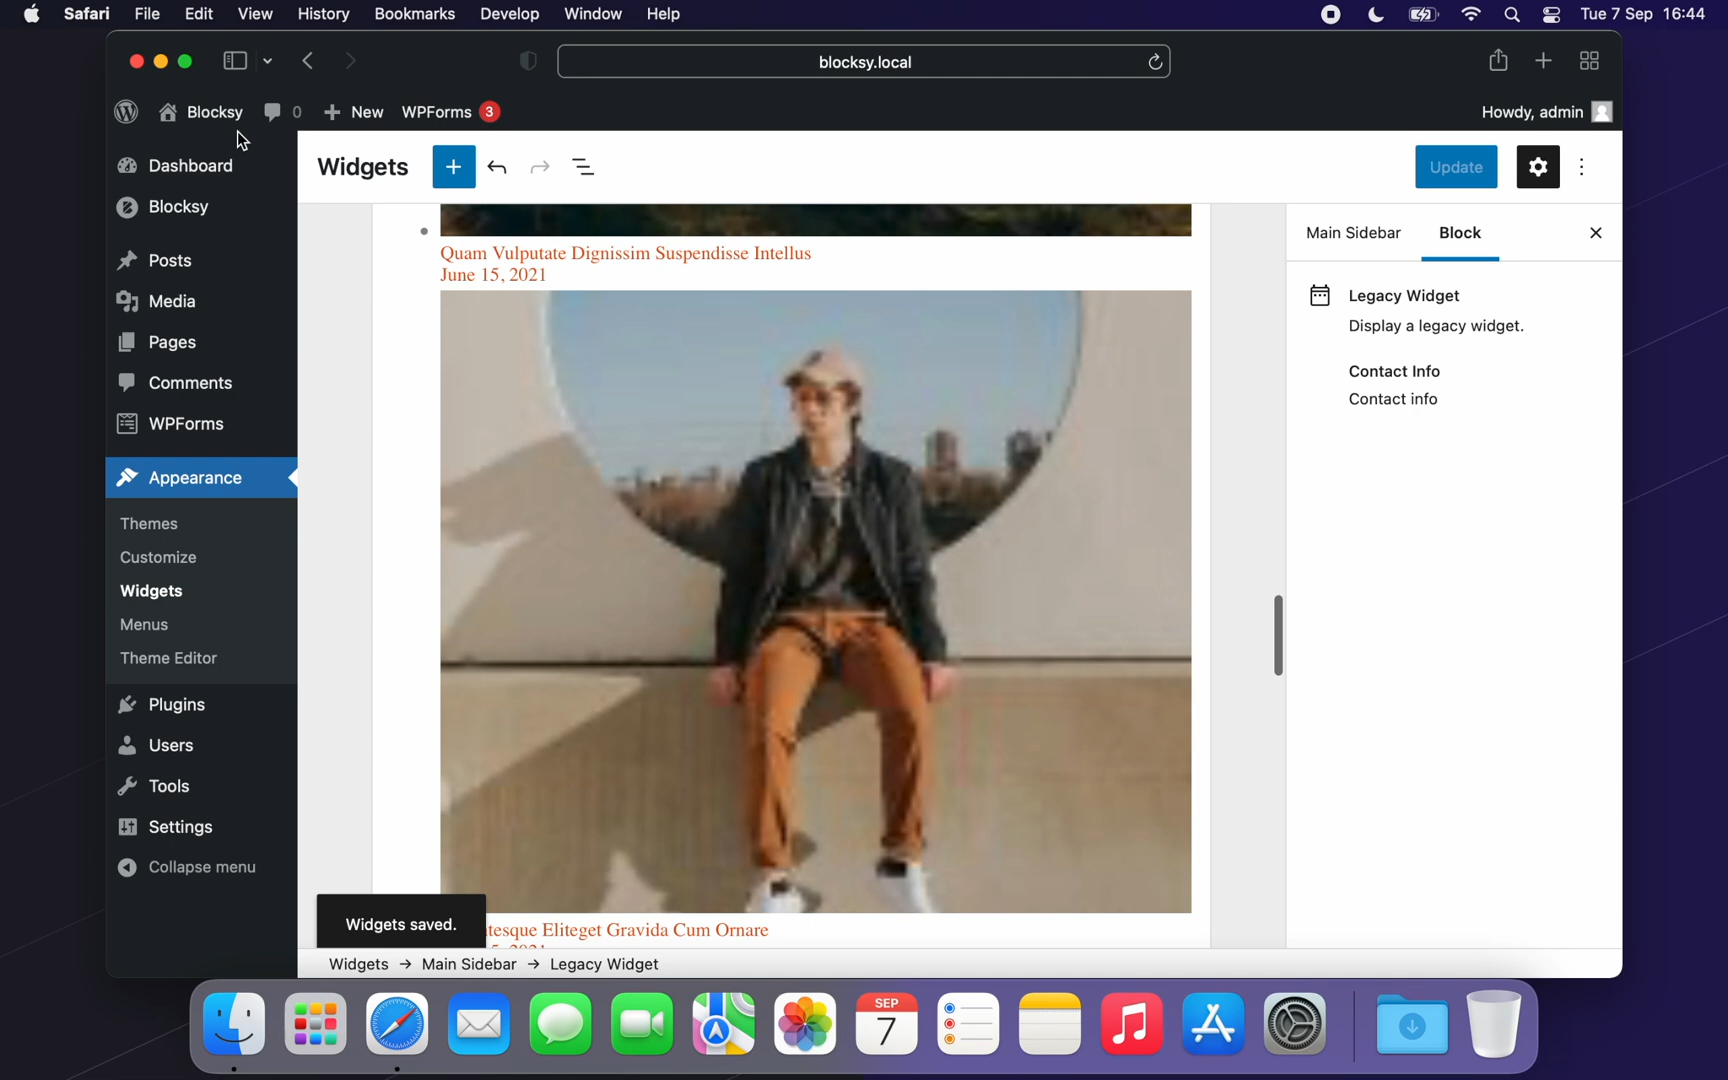 Safari File Edit View History Bookmarks Develop Window Help Tue 7 Sep 16:44
blocksy.local
Blocksy 0 New WPForms 3 Howdy, admin
Dashboard
Blocksy
Posts
Media
Pages
Comments
WPForms
Appearance
Themes
Customize
Widgets
Menus
Theme Editor
Plugins
Users
Tools
Settings
Collapse menu
Widgets Update
Quam Vulputate Dignissim Suspendisse Intellus
June 15, 2021
tesque Eliteget Gravida Cum Ornare
Widgets saved.
Widgets → Main Sidebar → Legacy Widget
Main Sidebar Block
Legacy Widget
Display a legacy widget.
Contact Info
Contact info
SEP
7